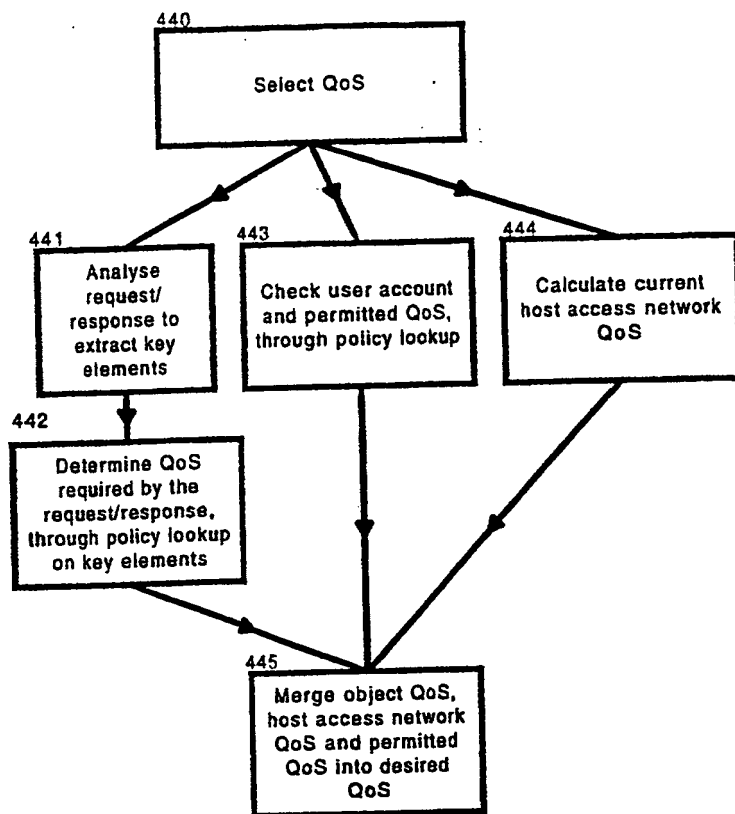 440
Select QoS
441
Analyse
request/
response to
extract key
elements
443
Check user account
and permitted QoS,
through policy lookup
444
Calculate current
host access network
QoS
442
Determine QoS
required by the
request/response,
through policy lookup
on key elements
445
Merge object QoS,
host access network
QoS and permitted
QoS into desired
QoS